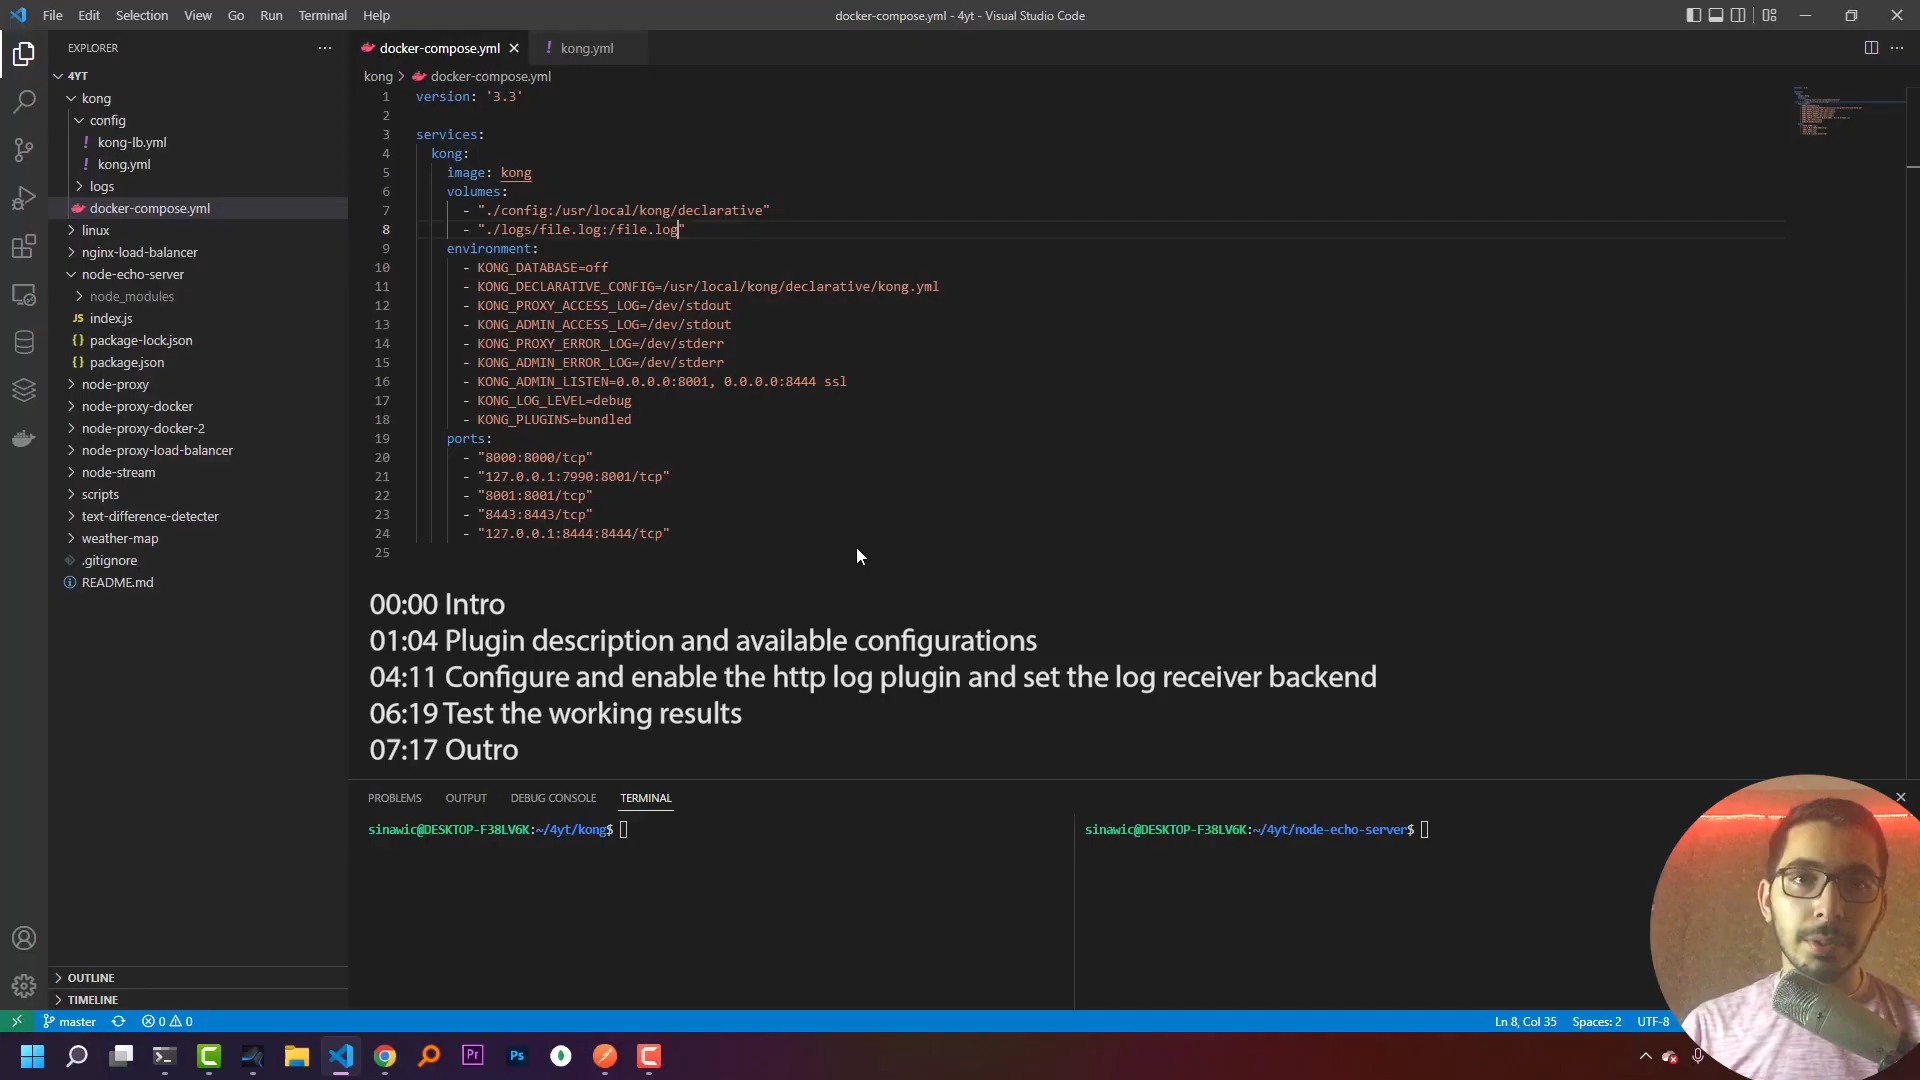 File Edit Selection View Go Run Terminal Help
docker-compose.yml - 4yt - Visual Studio Code
EXPLORER
4YT
kong
config
kong-lb.yml
kong.yml
logs
docker-compose.yml
linux
nginx-load-balancer
node-echo-server
node_modules
JS index.js
{} package-lock.json
{} package.json
node-proxy
node-proxy-docker
node-proxy-docker-2
node-proxy-load-balancer
node-stream
scripts
text-difference-detecter
weather-map
.gitignore
README.md
OUTLINE
TIMELINE
docker-compose.yml
! kong.yml
kong > docker-compose.yml
1 version: '3.3'
2
3 services:
4 kong:
5 image: kong
6 volumes:
7 - "./config:/usr/local/kong/declarative"
8 - "./logs/file.log:/file.log"
9 environment:
10 - KONG_DATABASE=off
11 - KONG_DECLARATIVE_CONFIG=/usr/local/kong/declarative/kong.yml
12 - KONG_PROXY_ACCESS_LOG=/dev/stdout
13 - KONG_ADMIN_ACCESS_LOG=/dev/stdout
14 - KONG_PROXY_ERROR_LOG=/dev/stderr
15 - KONG_ADMIN_ERROR_LOG=/dev/stderr
16 - KONG_ADMIN_LISTEN=0.0.0.0:8001, 0.0.0.0:8444 ssl
17 - KONG_LOG_LEVEL=debug
18 - KONG_PLUGINS=bundled
19 ports:
20 - "8000:8000/tcp"
21 - "127.0.0.1:7990:8001/tcp"
22 - "8001:8001/tcp"
23 - "8443:8443/tcp"
24 - "127.0.0.1:8444:8444/tcp"
25
00:00 Intro
01:04 Plugin description and available configurations
04:11 Configure and enable the http log plugin and set the log receiver backend
06:19 Test the working results
07:17 Outro
PROBLEMS OUTPUT DEBUG CONSOLE TERMINAL
sinawic@DESKTOP-F38LV6K:~/4yt/kong$
sinawic@DESKTOP-F38LV6K:~/4yt/node-echo-server$
master 0 0
Ln 8, Col 35 Spaces: 2 UTF-8
Pr Ps